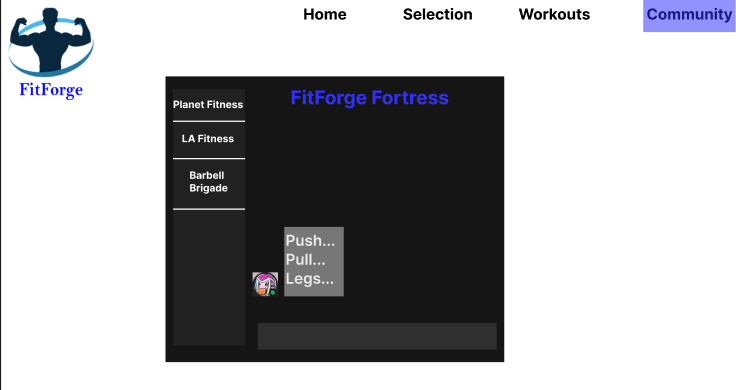 Home
Selection
Workouts
Community
FitForge
FitForge Fortress
Planet Fitness
LA Fitness
Barbell
Brigade
Push...
Pull...
Legs...